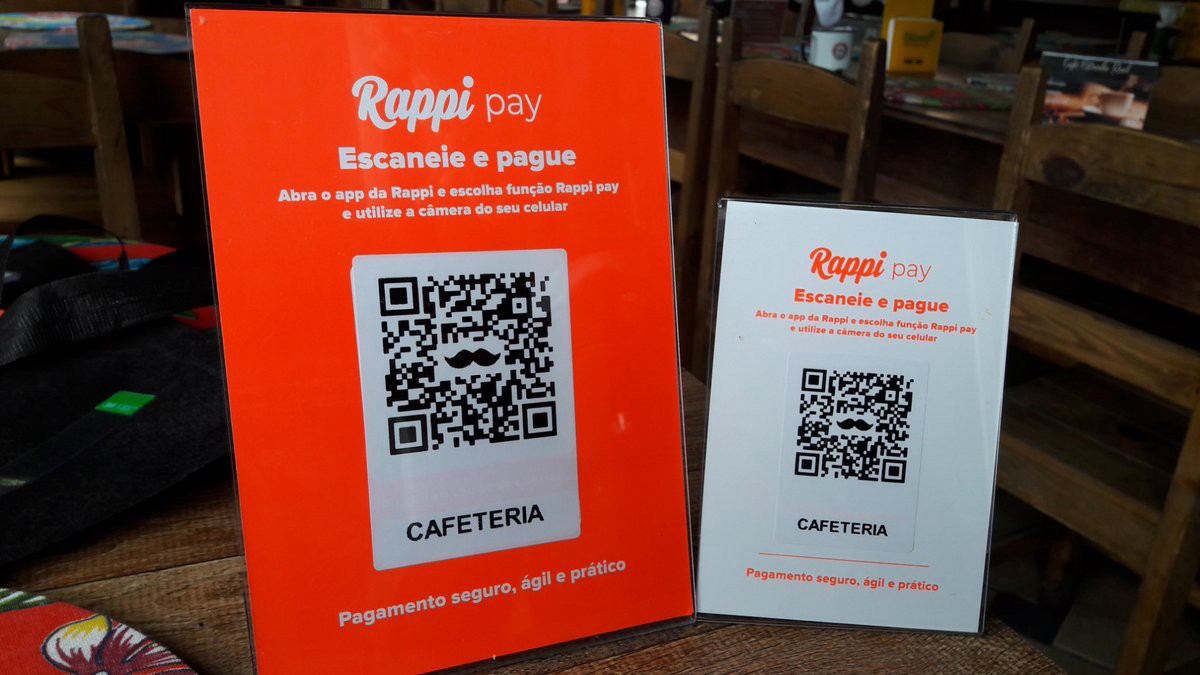 Rappi pay
Escaneie e pague
Abra o app da Rappi e escolha função Rappi pay
e utilize a câmera do seu celular
CAFETERIA
Pagamento seguro, ágil e prático
Rappi pay
Escaneie e pague
Abra o app da Rappi e escolha função Rappi pay
e utilize a câmera do seu celular
CAFETERIA
Pagamento seguro, ágil e prático